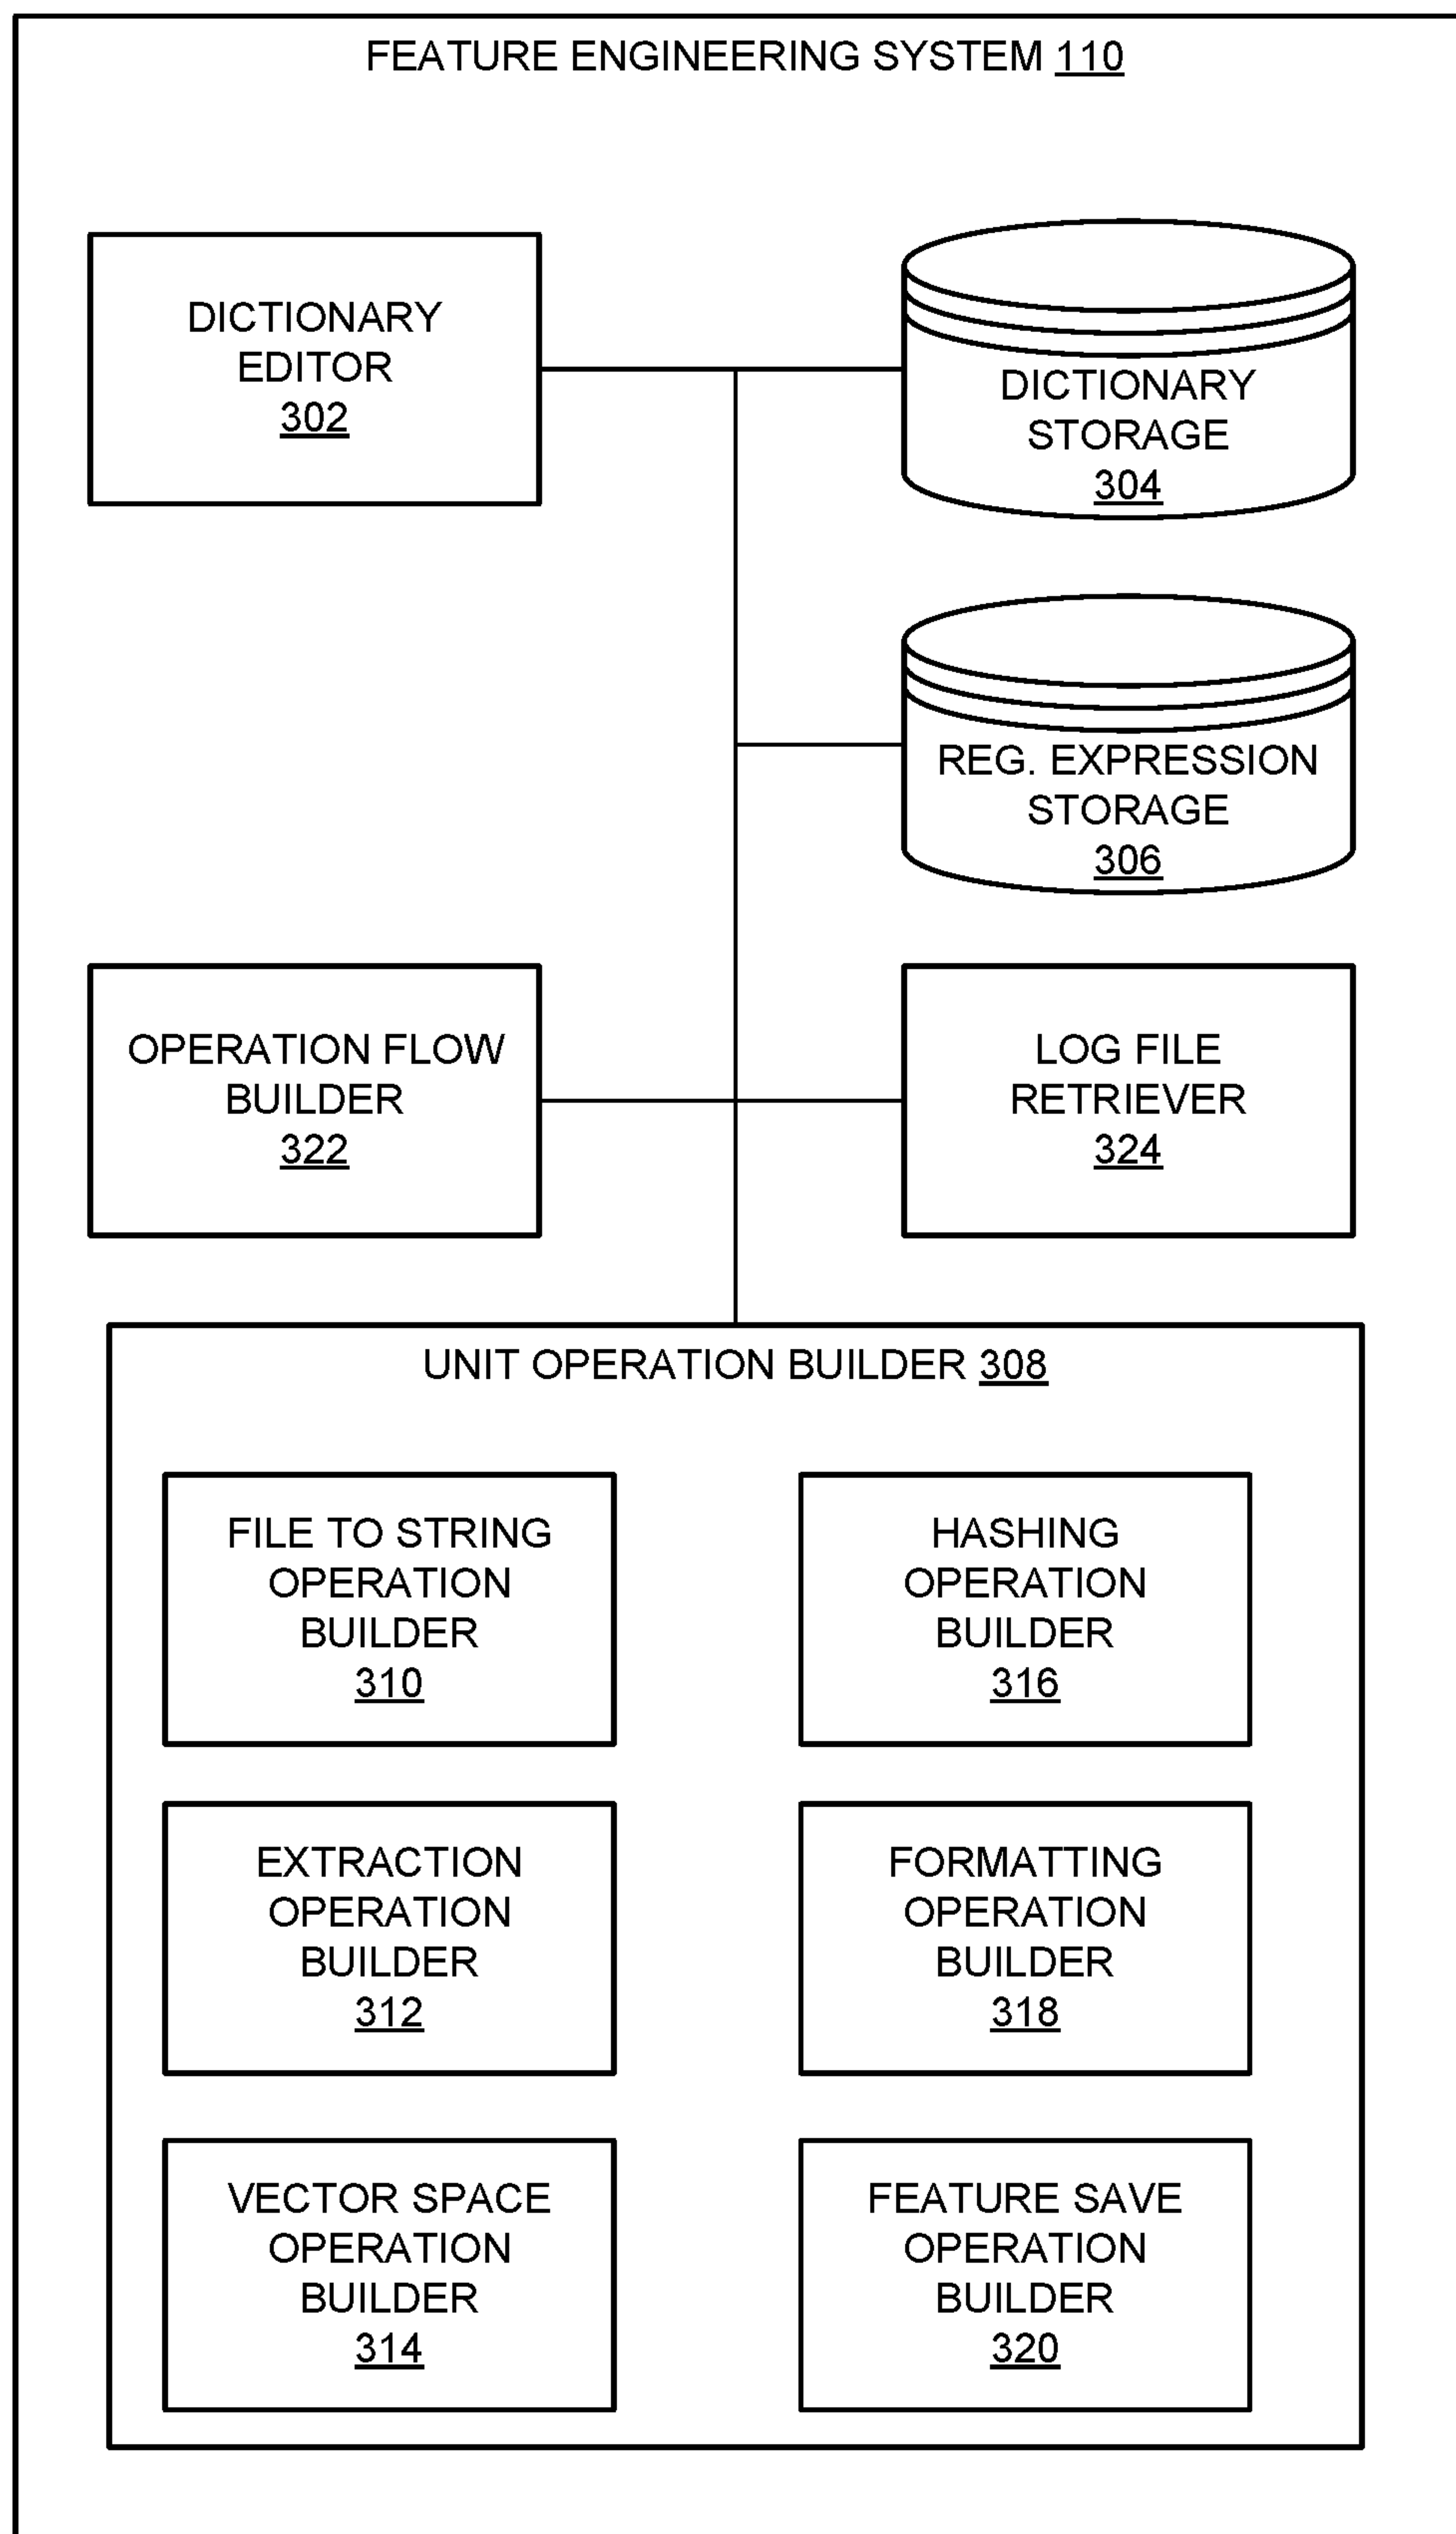 FEATURE ENGINEERING SYSTEM 110
DICTIONARY
EDITOR
302
DICTIONARY
STORAGE
304
REG. EXPRESSION
STORAGE
306
OPERATION FLOW
BUILDER
322
LOG FILE
RETRIEVER
324
UNIT OPERATION BUILDER 308
FILE TO STRING
OPERATION
BUILDER
310
HASHING
OPERATION
BUILDER
316
EXTRACTION
OPERATION
BUILDER
312
FORMATTING
OPERATION
BUILDER
318
VECTOR SPACE
OPERATION
BUILDER
314
FEATURE SAVE
OPERATION
BUILDER
320